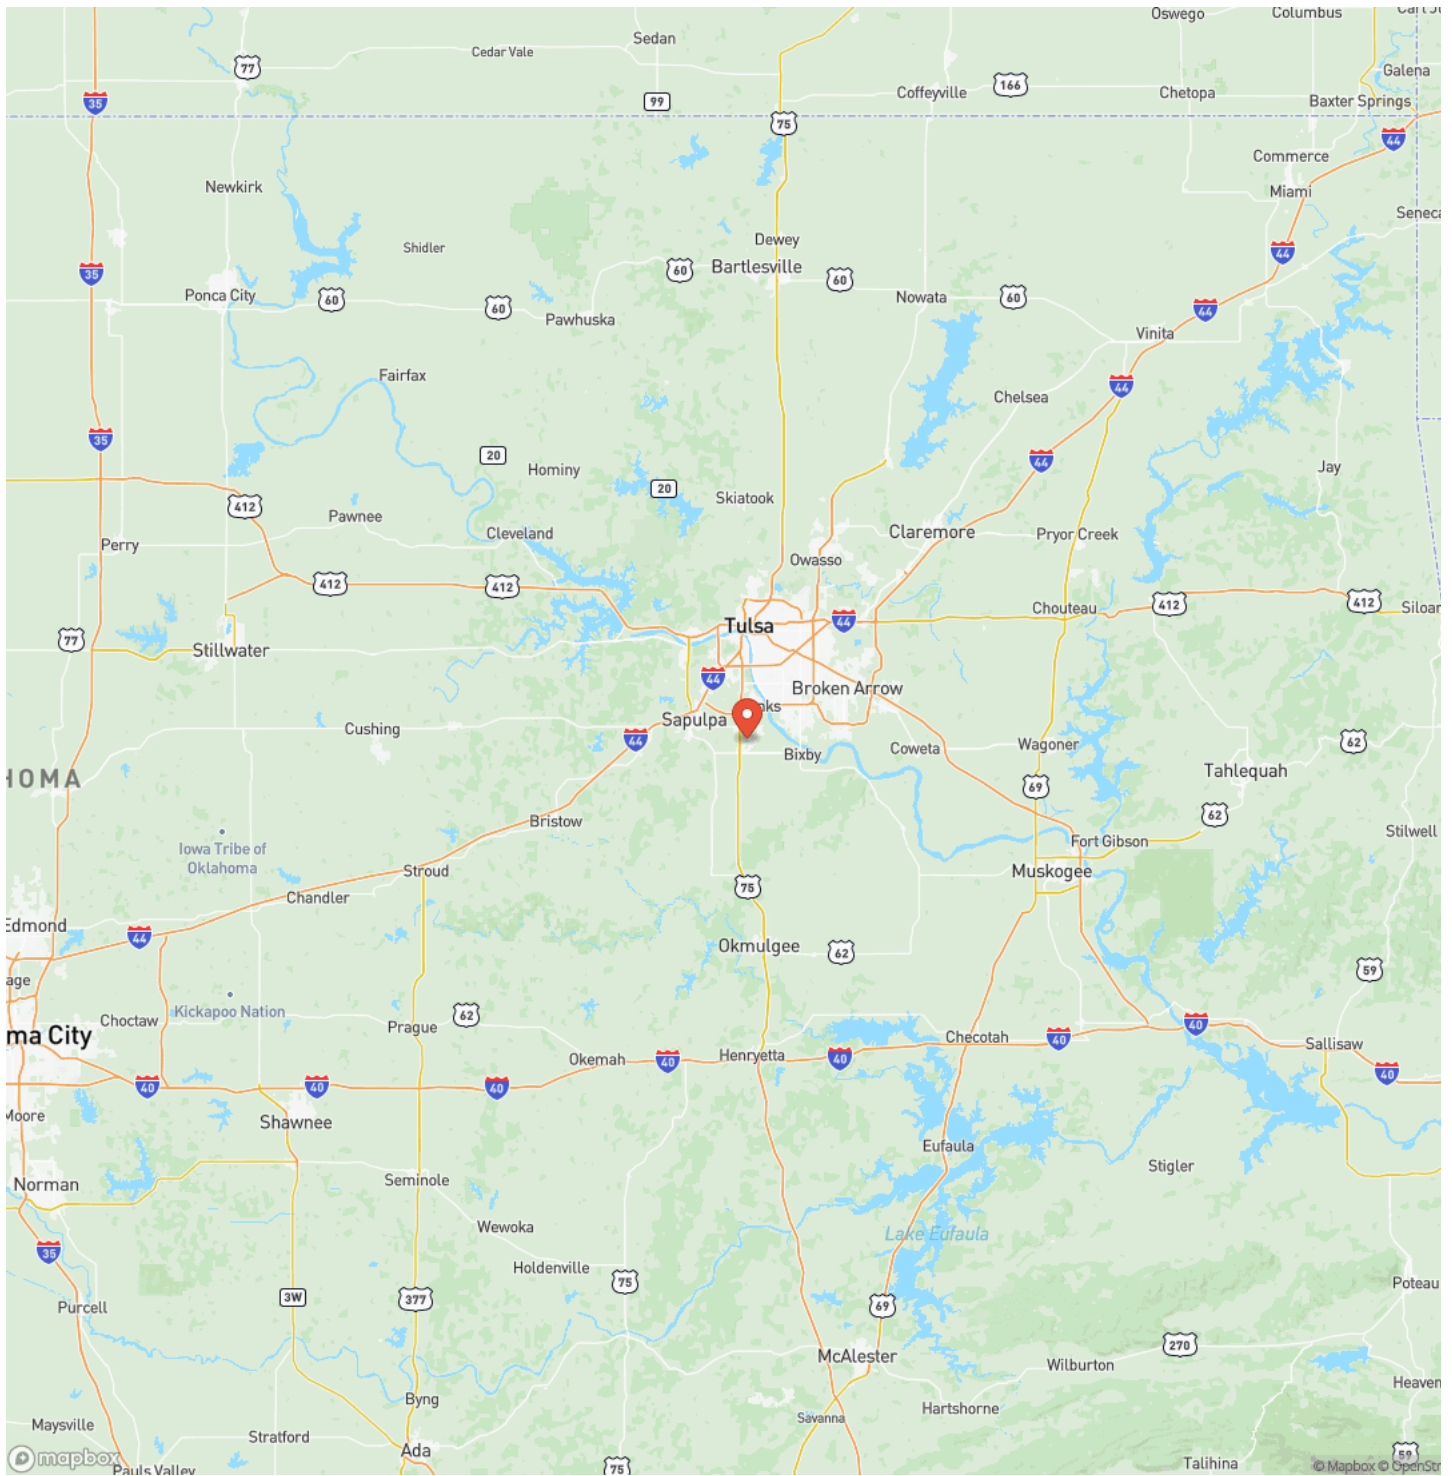 Oswego
Columbus
Sedan
Cedar Vale
77
Galena
35
99
Coffeyville
166
Chetopa
Baxter Springs
75
44
Commerce
Newkirk
Miami
Seneca
Dewey
Shidler
44
35
60
Bartlesville
60
Ponca City
60
60
Nowata
60
44
Pawhuska
Vinita
Fairfax
44
Chelsea
35
20
44
Hominy
Jay
20
Skiatook
412
Pawnee
Cleveland
Claremore
Pryor Creek
Perry
Owasso
412
412
412
412
Siloam
Chouteau
44
Tulsa
77
Stillwater
44
Broken Arrow
nks
Sapulpa
Cushing
44
Bixby
Coweta
Wagoner
62
HOMA
Tahlequah
69
62
Bristow
Stilwell
Iowa Tribe of
Oklahoma
Fort Gibson
Stroud
Muskogee
75
Chandler
Edmond
44
Okmulgee
62
59
age
Kickapoo Nation
62
Choctaw
Prague
40
ma City
Checotah
40
Sallisaw
Okemah
40
Henryetta
40
40
40
40
40
Moore
Shawnee
Eufaula
Stigler
Norman
Seminole
Wewoka
Lake Eufaula
35
Holdenville
75
Poteau
3W
377
Purcell
69
270
McAlester
Wilburton
Heaven
Byng
Hartshorne
Savanna
Maysville
Stratford
Ada
59
mapbox
Talihina
75
Pauls Valley
© Mapbox © OpenStr